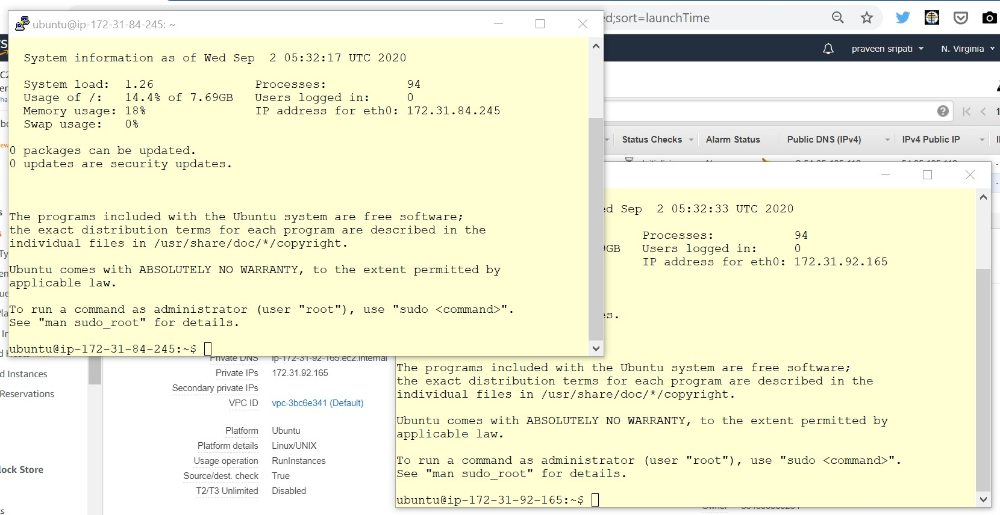 ubuntu@ip-172-31-84-245: ~
ed;sort=launchTime
praveen sripati
N. Virginia
System information as of Wed Sep  2 05:32:17 UTC 2020
System load:  1.26              Processes:           94
Usage of /:   14.4% of 7.69GB   Users logged in:     0
Memory usage: 18%               IP address for eth0: 172.31.84.245
Swap usage:   0%
0 packages can be updated.
0 updates are security updates.
The programs included with the Ubuntu system are free software;
the exact distribution terms for each program are described in the
individual files in /usr/share/doc/*/copyright.
Ubuntu comes with ABSOLUTELY NO WARRANTY, to the extent permitted by
applicable law.
To run a command as administrator (user "root"), use "sudo <command>".
See "man sudo_root" for details.
ubuntu@ip-172-31-84-245:~$
Status Checks
Alarm Status
Public DNS (IPv4)
IPv4 Public IP
ed Sep  2 05:32:33 UTC 2020
Processes:           94
GB   Users logged in:     0
IP address for eth0: 172.31.92.165
es.
The programs included with the Ubuntu system are free software;
the exact distribution terms for each program are described in the
individual files in /usr/share/doc/*/copyright.
Ubuntu comes with ABSOLUTELY NO WARRANTY, to the extent permitted by
applicable law.
To run a command as administrator (user "root"), use "sudo <command>".
See "man sudo_root" for details.
ubuntu@ip-172-31-92-165:~$
d Instances
Reservations
lock Store
Private DNS ip-172-31-92-165.ec2.internal
Private IPs 172.31.92.165
Secondary private IPs
VPC ID vpc-3bc6e341 (Default)
Platform Ubuntu
Platform details Linux/UNIX
Usage operation RunInstances
Source/dest. check True
T2/T3 Unlimited Disabled